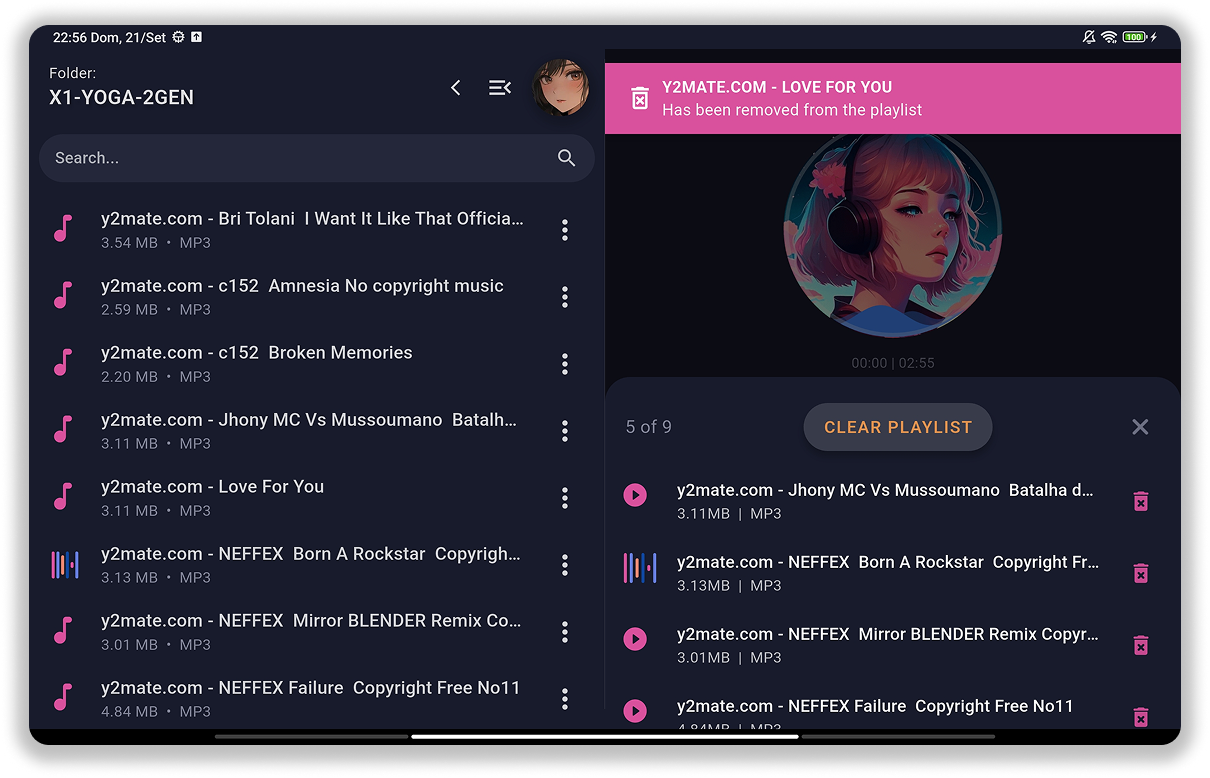 22:56 Dom, 21/Set
100
Folder:
X1-YOGA-2GEN
Search...
y2mate.com - Bri Tolani  I Want It Like That Officia...
3.54 MB • MP3
y2mate.com - c152  Amnesia No copyright music
2.59 MB • MP3
y2mate.com - c152  Broken Memories
2.20 MB • MP3
y2mate.com - Jhony MC Vs Mussoumano  Batalh...
3.11 MB • MP3
y2mate.com - Love For You
3.11 MB • MP3
y2mate.com - NEFFEX  Born A Rockstar  Copyrigh...
3.13 MB • MP3
y2mate.com - NEFFEX  Mirror BLENDER Remix Co...
3.01 MB • MP3
y2mate.com - NEFFEX Failure  Copyright Free No11
4.84 MB • MP3
Y2MATE.COM - LOVE FOR YOU
Has been removed from the playlist
00:00 | 02:55
5 of 9
CLEAR PLAYLIST
y2mate.com - Jhony MC Vs Mussoumano  Batalha d...
3.11MB | MP3
y2mate.com - NEFFEX  Born A Rockstar  Copyright Fr...
3.13MB | MP3
y2mate.com - NEFFEX  Mirror BLENDER Remix Copyr...
3.01MB | MP3
y2mate.com - NEFFEX Failure  Copyright Free No11
4.84MB | MP3